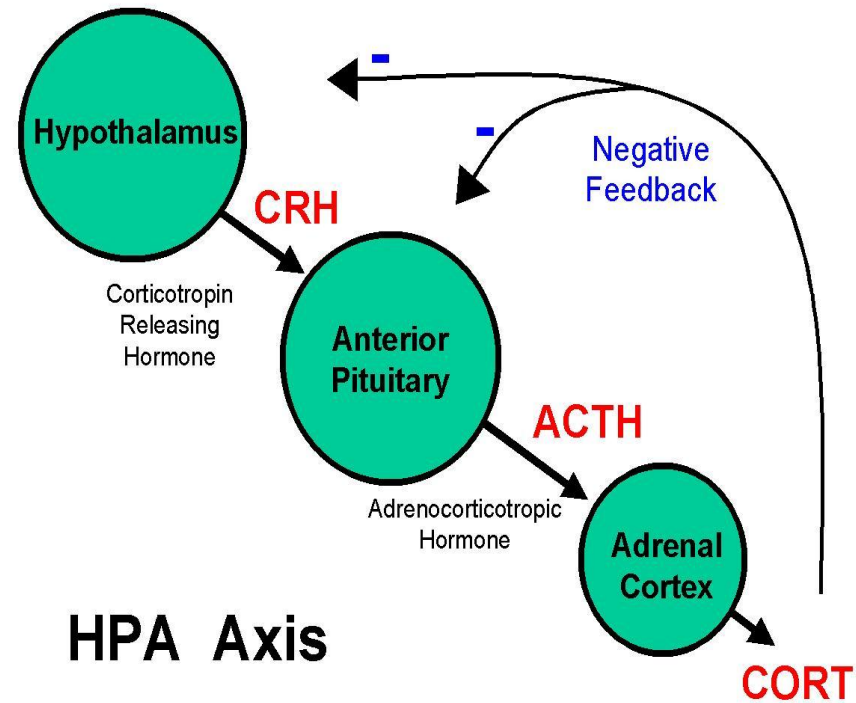 -
Hypothalamus
-
Negative
Feedback
CRH
Corticotropin
Releasing
Hormone
Anterior
Pituitary
ACTH
Adrenocorticotropic
Hormone
Adrenal
Cortex
HPA Axis
CORT